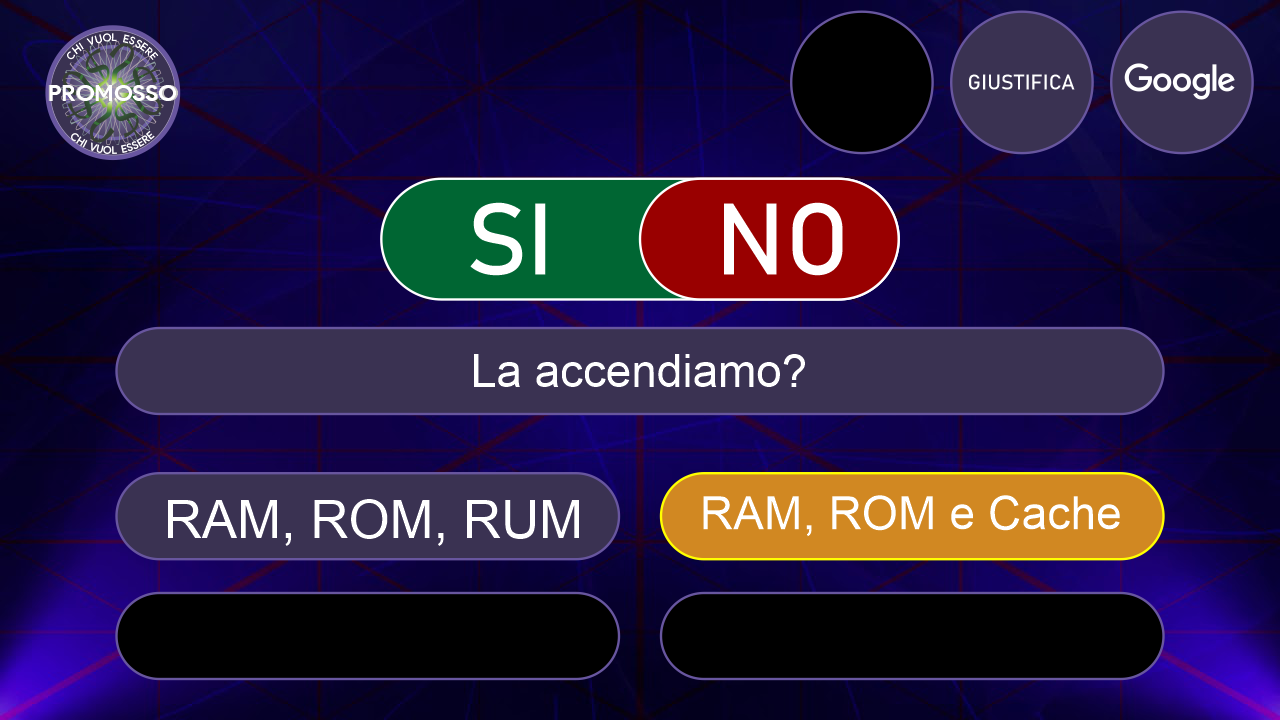 CHI VUOL ESSERE
PROMOSSO
CHI VUOL ESSERE
GIUSTIFICA
Google
SI
NO
La accendiamo?
RAM, ROM, RUM
RAM, ROM e Cache